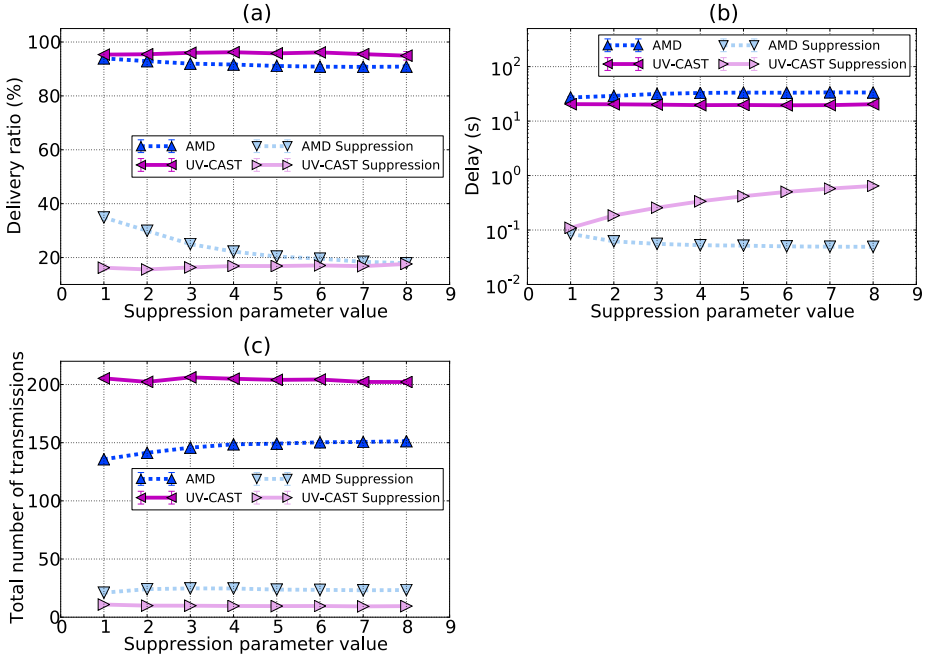 (a)
Delivery ratio (%)
100
80
60
40
20
AMD
UV-CAST
AMD Suppression
UV-CAST Suppression
0 1 2 3 4 5 6 7 8 9
Suppression parameter value
(b)
Delay (s)
10^2
10^1
10^0
10^-1
10^-2
AMD
UV-CAST
AMD Suppression
UV-CAST Suppression
0 1 2 3 4 5 6 7 8 9
Suppression parameter value
(c)
Total number of transmissions
200
150
100
50
0
AMD
UV-CAST
AMD Suppression
UV-CAST Suppression
0 1 2 3 4 5 6 7 8 9
Suppression parameter value